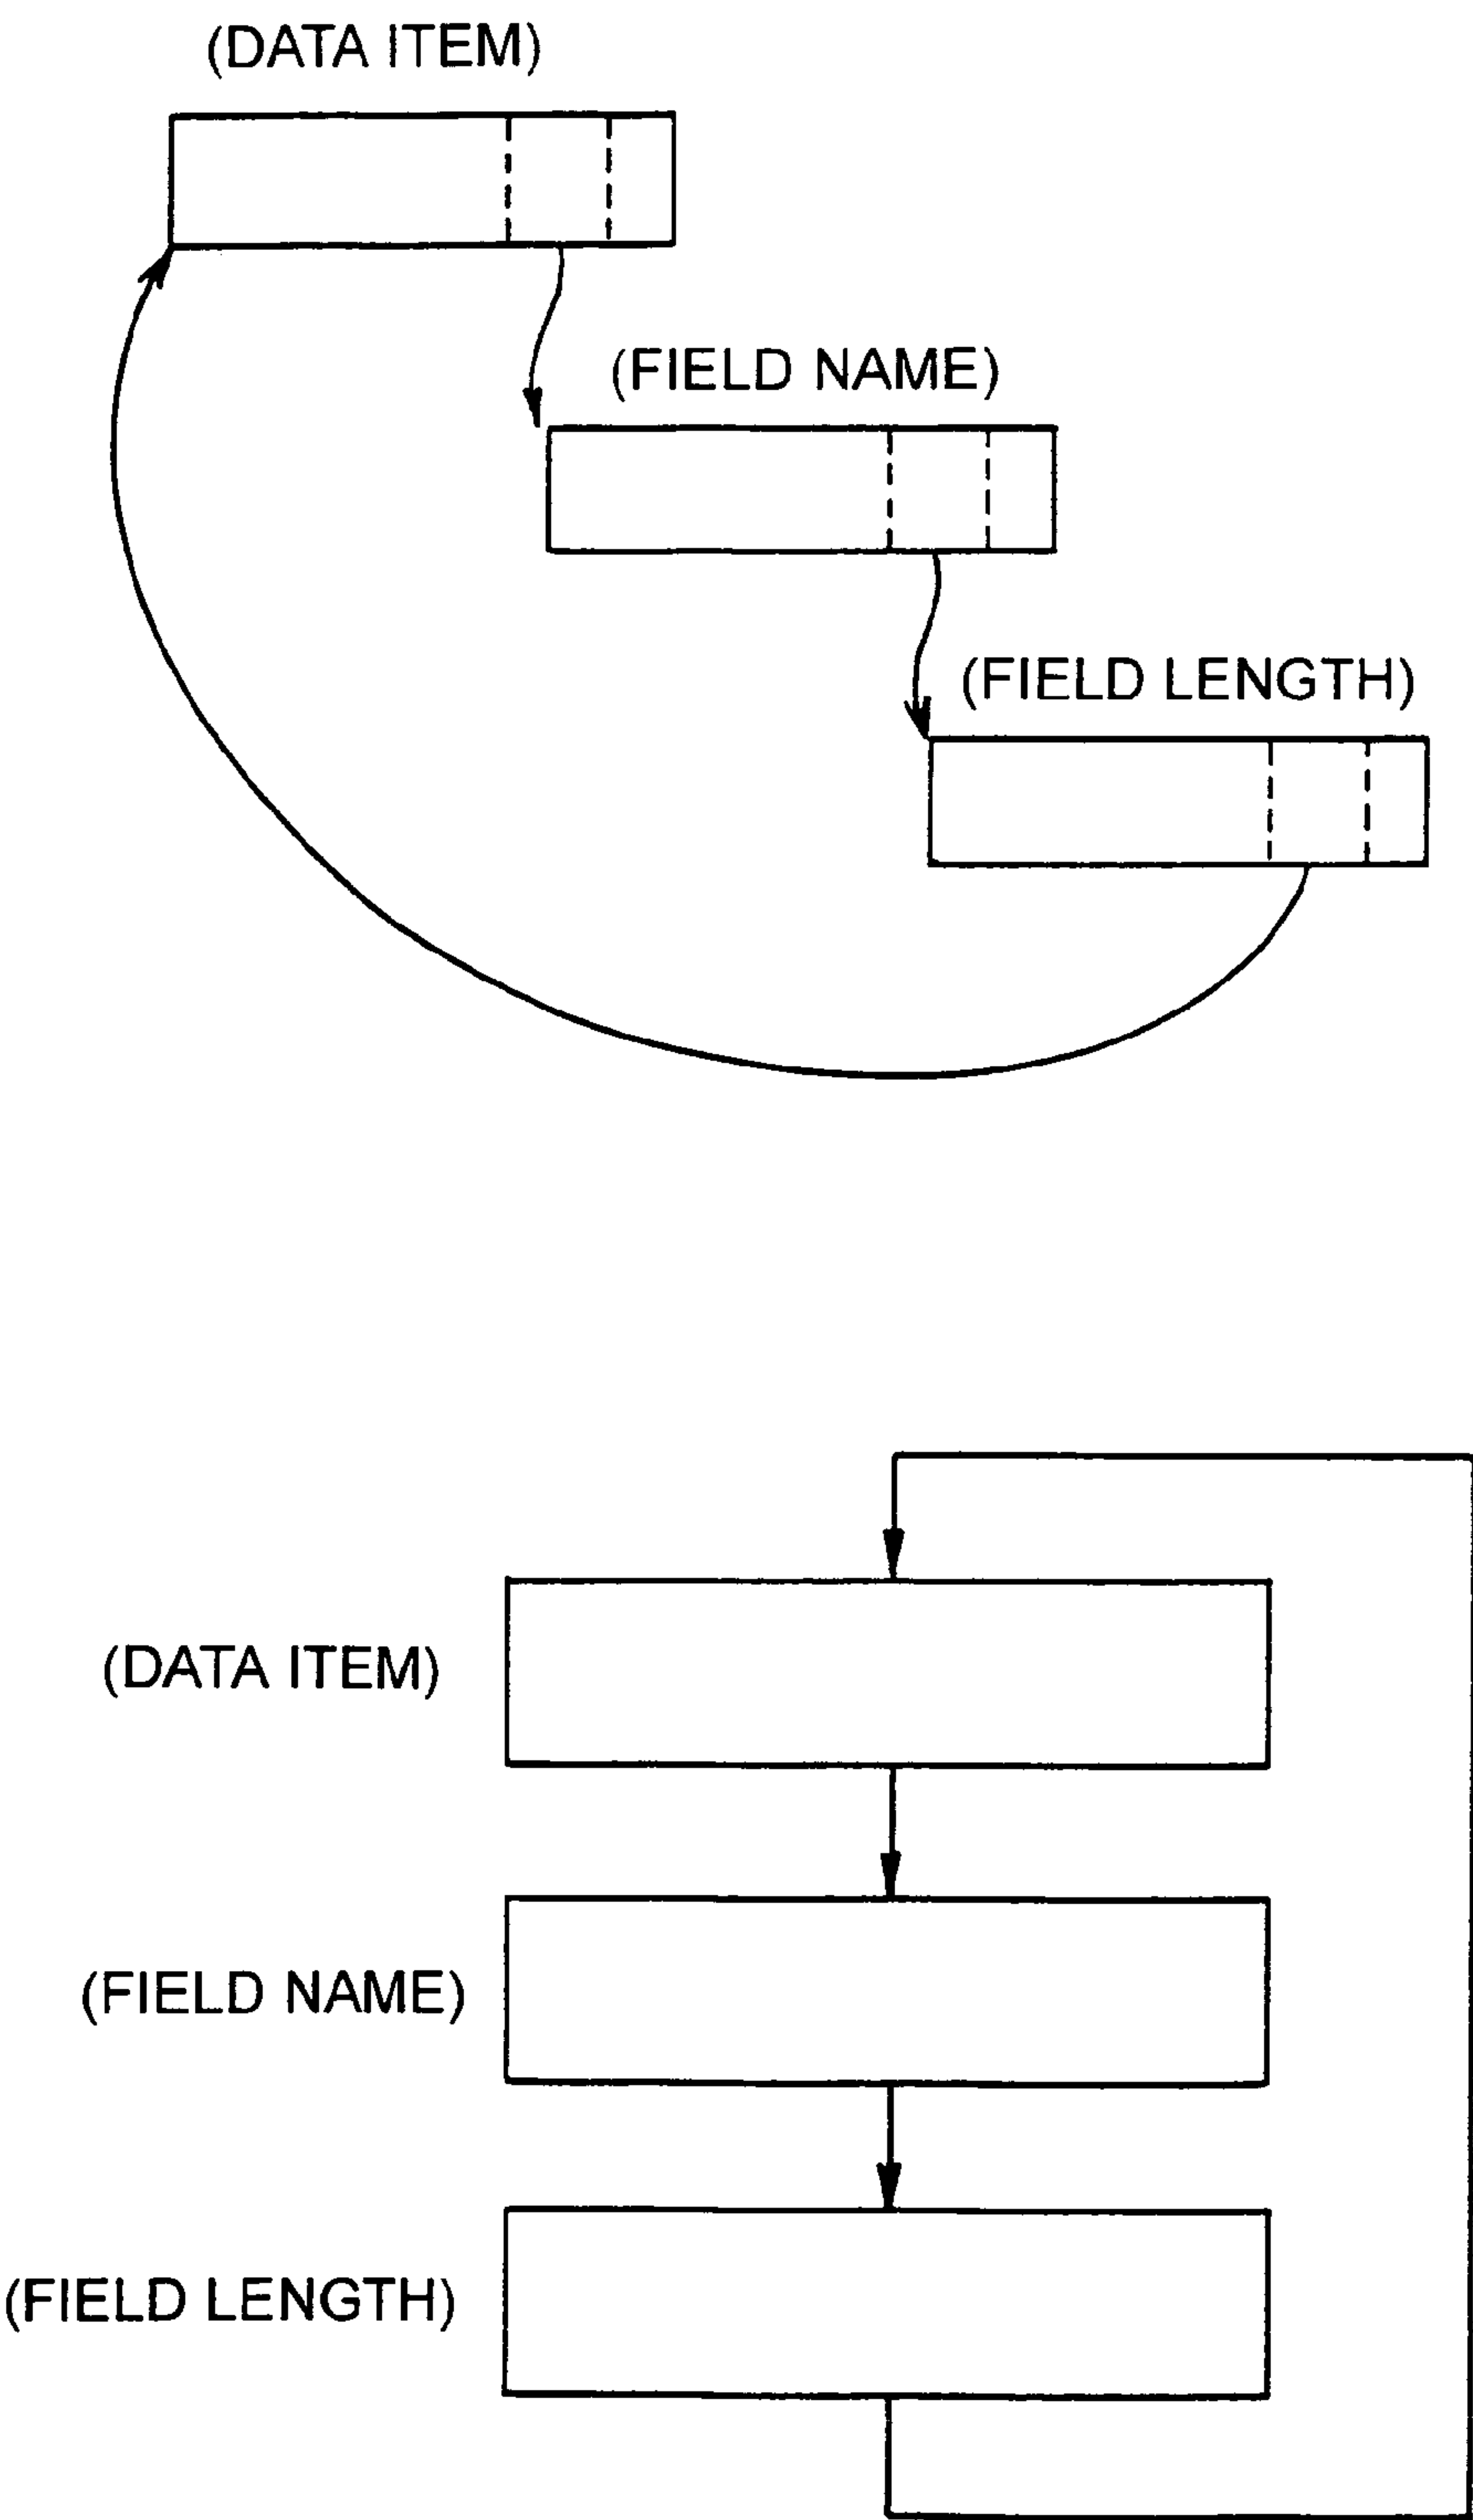 (DATA ITEM)
(FIELD NAME)
(FIELD LENGTH)
(DATA ITEM)
(FIELD NAME)
(FIELD LENGTH)